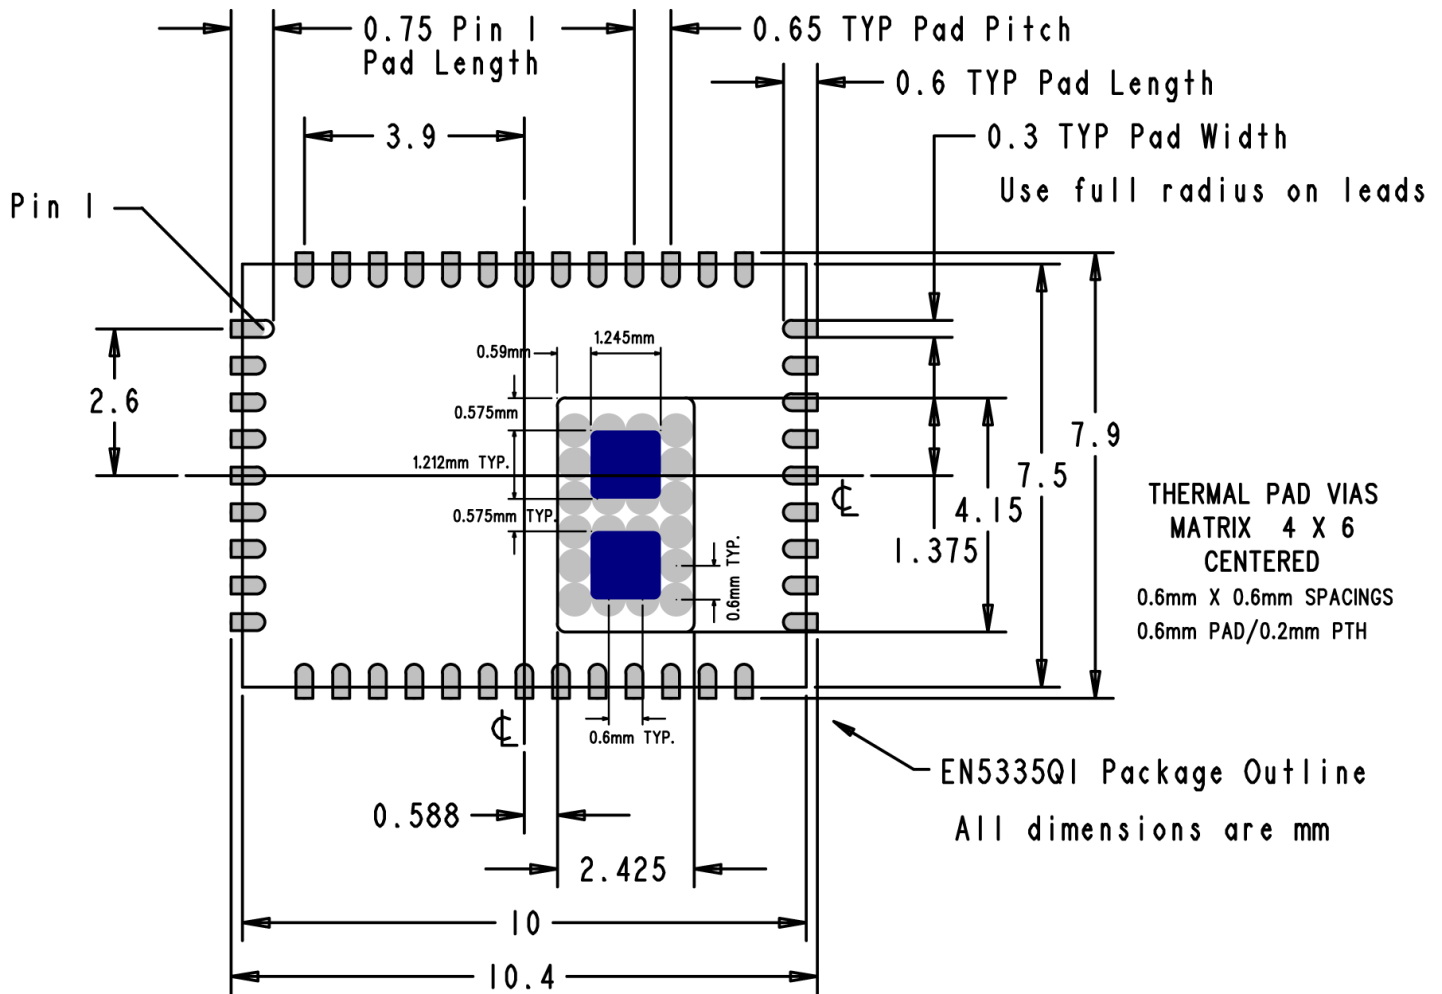 0.75 Pin 1
Pad Length
0.65 TYP Pad Pitch
0.6 TYP Pad Length
3.9
0.3 TYP Pad Width
Use full radius on leads
Pin 1
1.245mm
0.59mm
2.6
0.575mm
7.9
1.212mm TYP.
7.5
THERMAL PAD VIAS
MATRIX 4 X 6
CENTERED
0.6mm X 0.6mm SPACINGS
0.6mm PAD/0.2mm PTH
℄
4.15
0.575mm TYP.
1.375
0.6mm TYP.
℄
0.6mm TYP.
EN5335QI Package Outline
All dimensions are mm
0.588
2.425
10
10.4